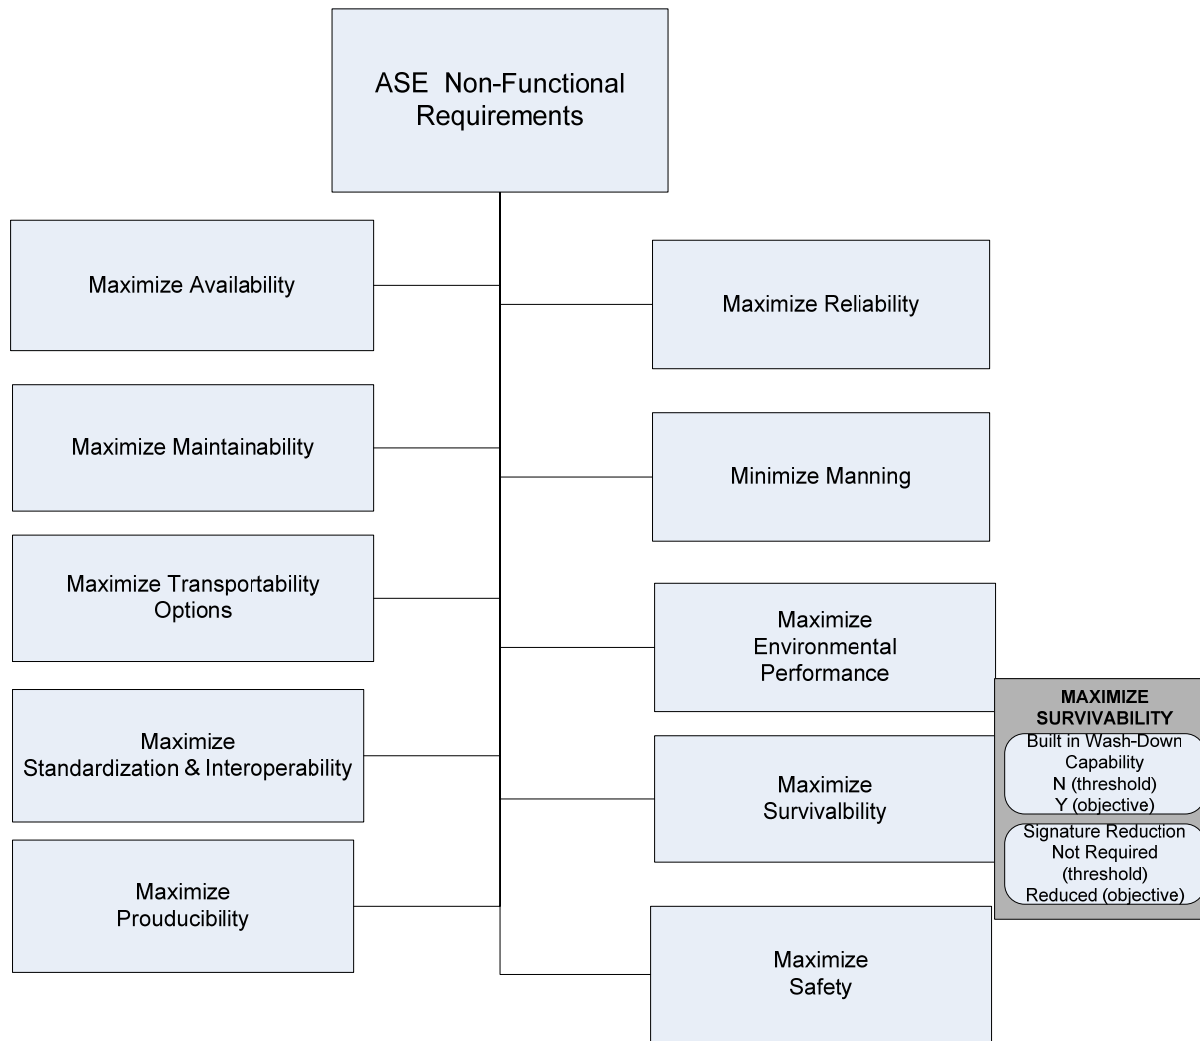 ASE  Non-Functional
Requirements
Maximize Availability
Maximize Reliability
Maximize Maintainability
Minimize Manning
Maximize Transportability
Options
Maximize
Environmental
Performance
Maximize
Standardization & Interoperability
Maximize
Survivalbility
MAXIMIZE
SURVIVABILITY
Built in Wash-Down
Capability
N (threshold)
Y (objective)
Signature Reduction
Not Required
(threshold)
Reduced (objective)
Maximize
Prouducibility
Maximize
Safety